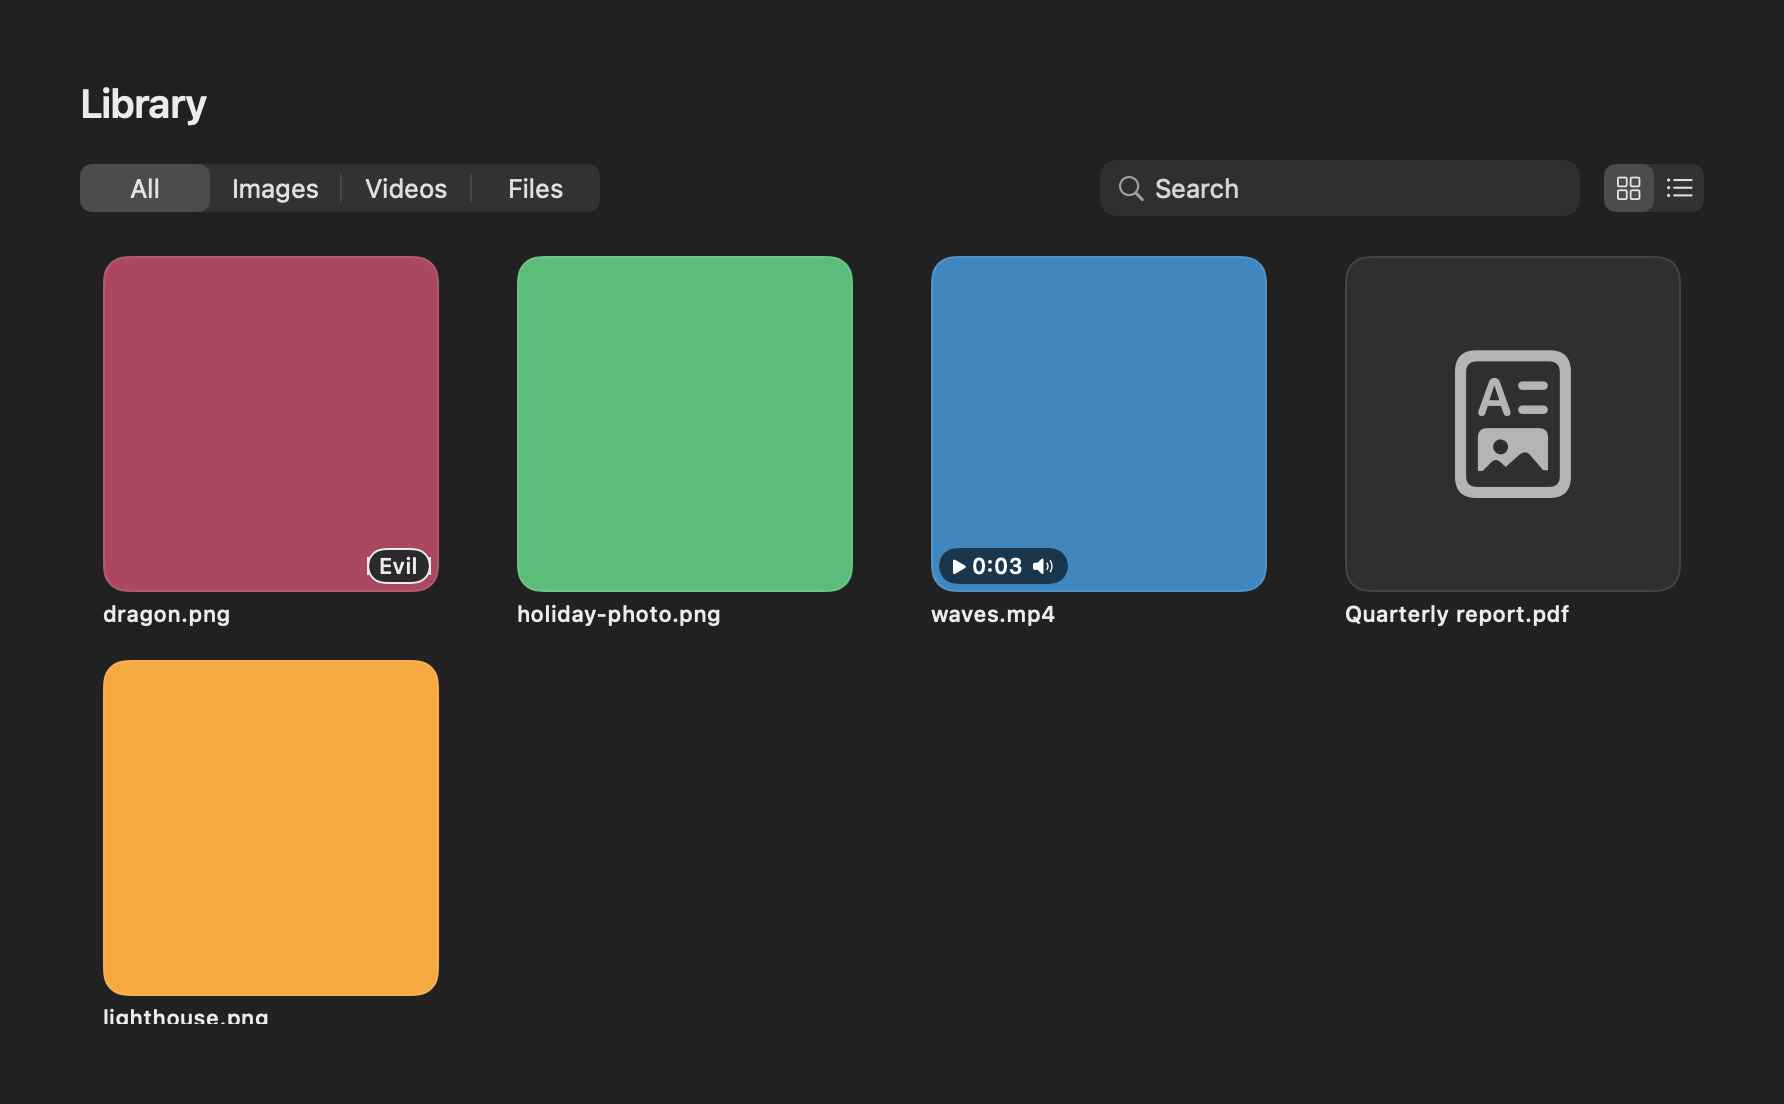 Library
All Images Videos Files Search
Evil
0:03
dragon.png holiday-photo.png waves.mp4 Quarterly report.pdf
lighthouse.png